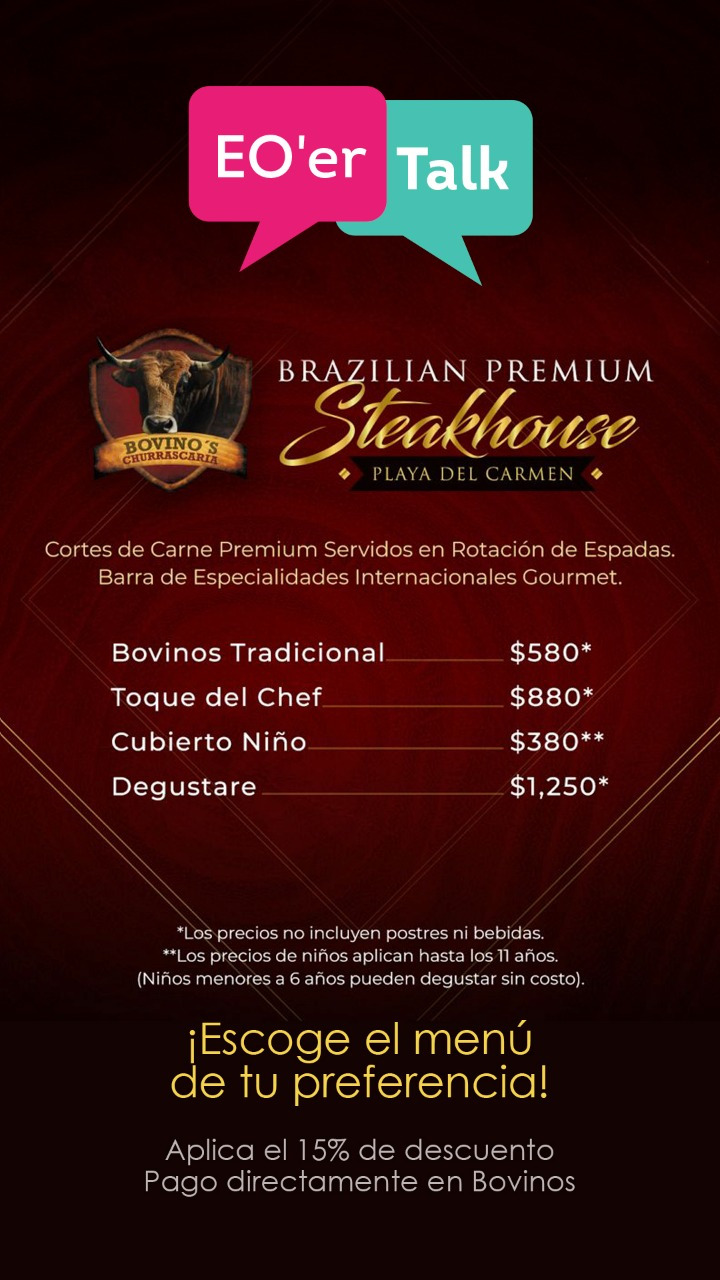 EO'er Talk
BOVINO´S
CHURRASCARIA
BRAZILIAN PREMIUM
Steakhouse
PLAYA DEL CARMEN
Cortes de Carne Premium Servidos en Rotación de Espadas.
Barra de Especialidades Internacionales Gourmet.
Bovinos Tradicional $580*
Toque del Chef $880*
Cubierto Niño $380**
Degustare $1,250*
*Los precios no incluyen postres ni bebidas.
**Los precios de niños aplican hasta los 11 años.
(Niños menores a 6 años pueden degustar sin costo).
¡Escoge el menú
de tu preferencia!
Aplica el 15% de descuento
Pago directamente en Bovinos